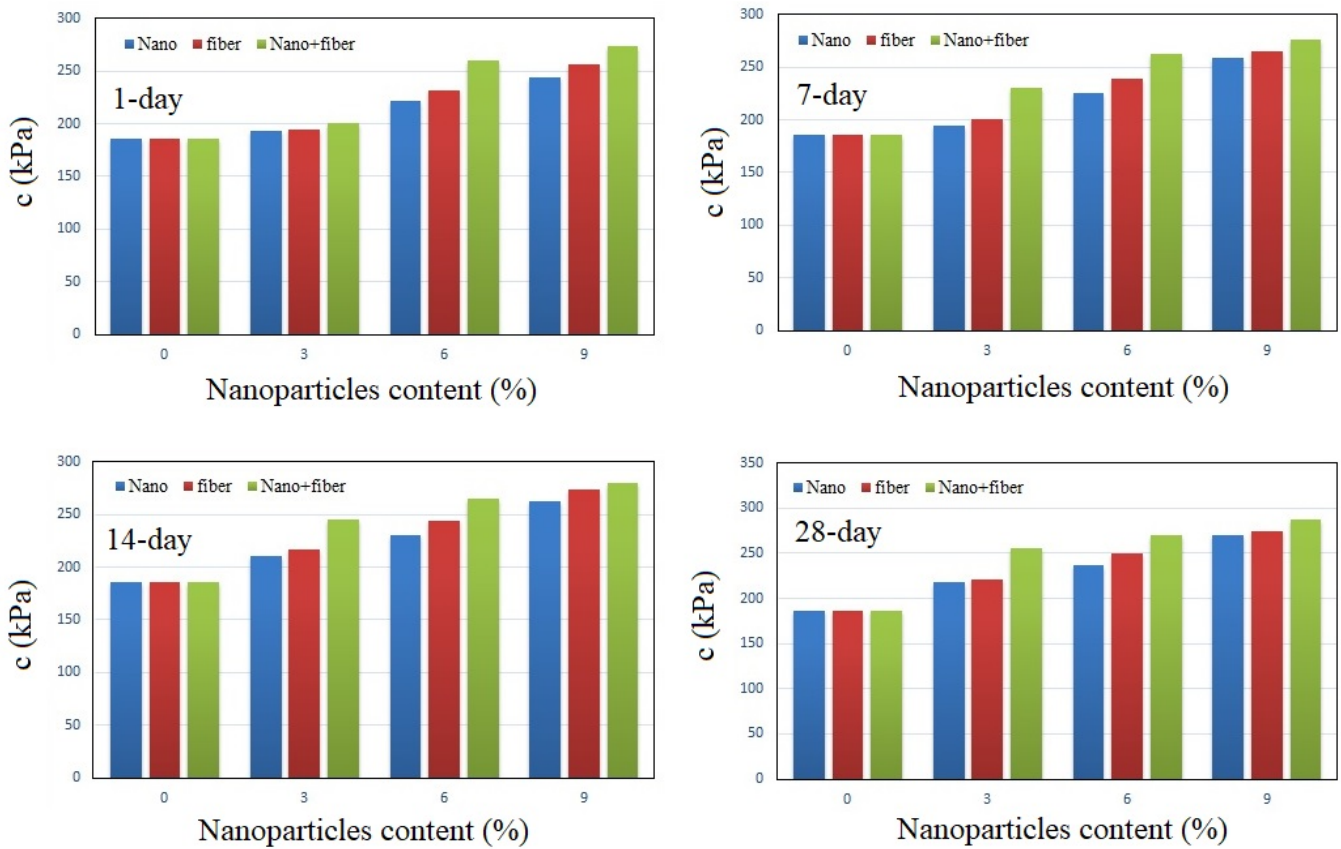 300
250
200
150
100
50
0
c (kPa)
Nano fiber Nano+fiber
1-day
0 3 6 9
Nanoparticles content (%)
300
250
200
150
100
50
0
c (kPa)
Nano fiber Nano+fiber
7-day
0 3 6 9
Nanoparticles content (%)
300
250
200
150
100
50
0
c (kPa)
Nano fiber Nano+fiber
14-day
0 3 6 9
Nanoparticles content (%)
350
300
250
200
150
100
50
0
c (kPa)
Nano fiber Nano+fiber
28-day
0 3 6 9
Nanoparticles content (%)